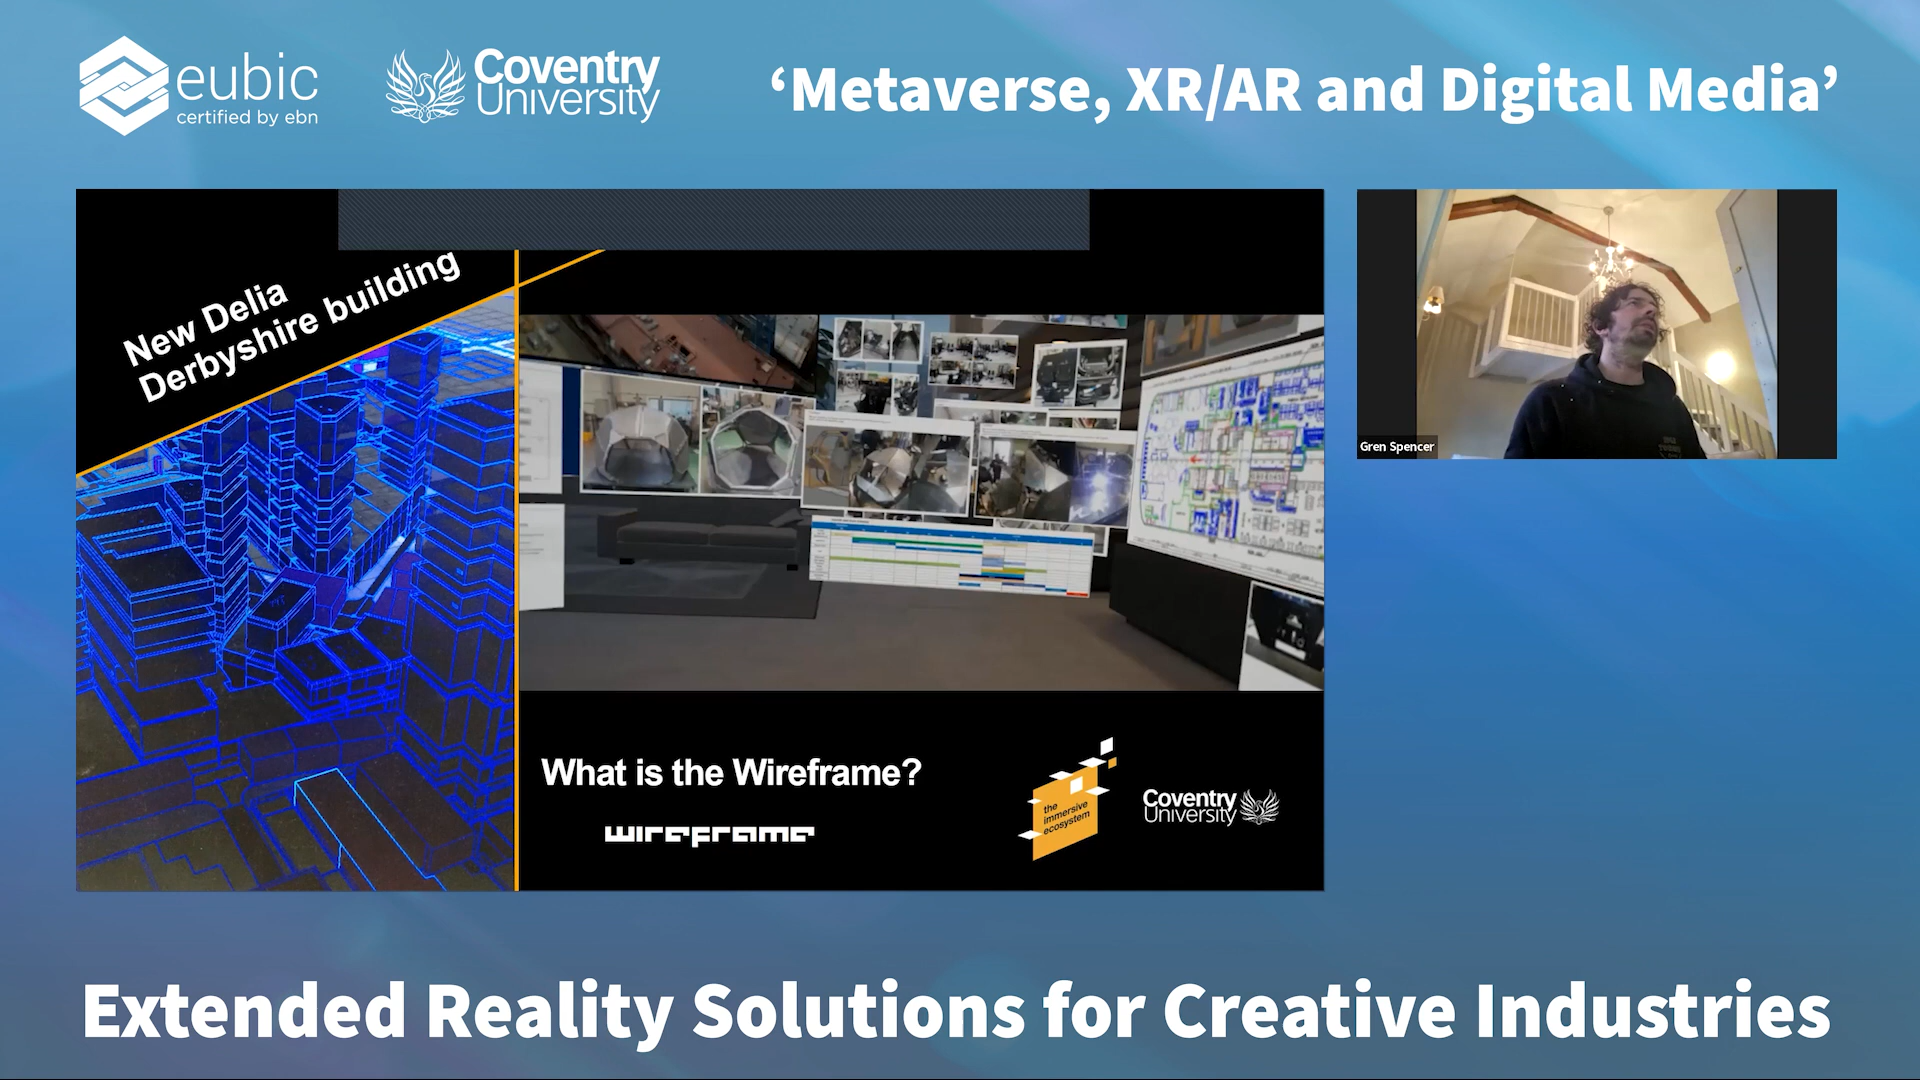 eubic
certified by ebn
Coventry
University
‘Metaverse, XR/AR and Digital Media’
New Delia
Derbyshire building
Gren Spencer
What is the Wireframe?
wireframe
the
immersive
ecosystem
Coventry
University
Extended Reality Solutions for Creative Industries